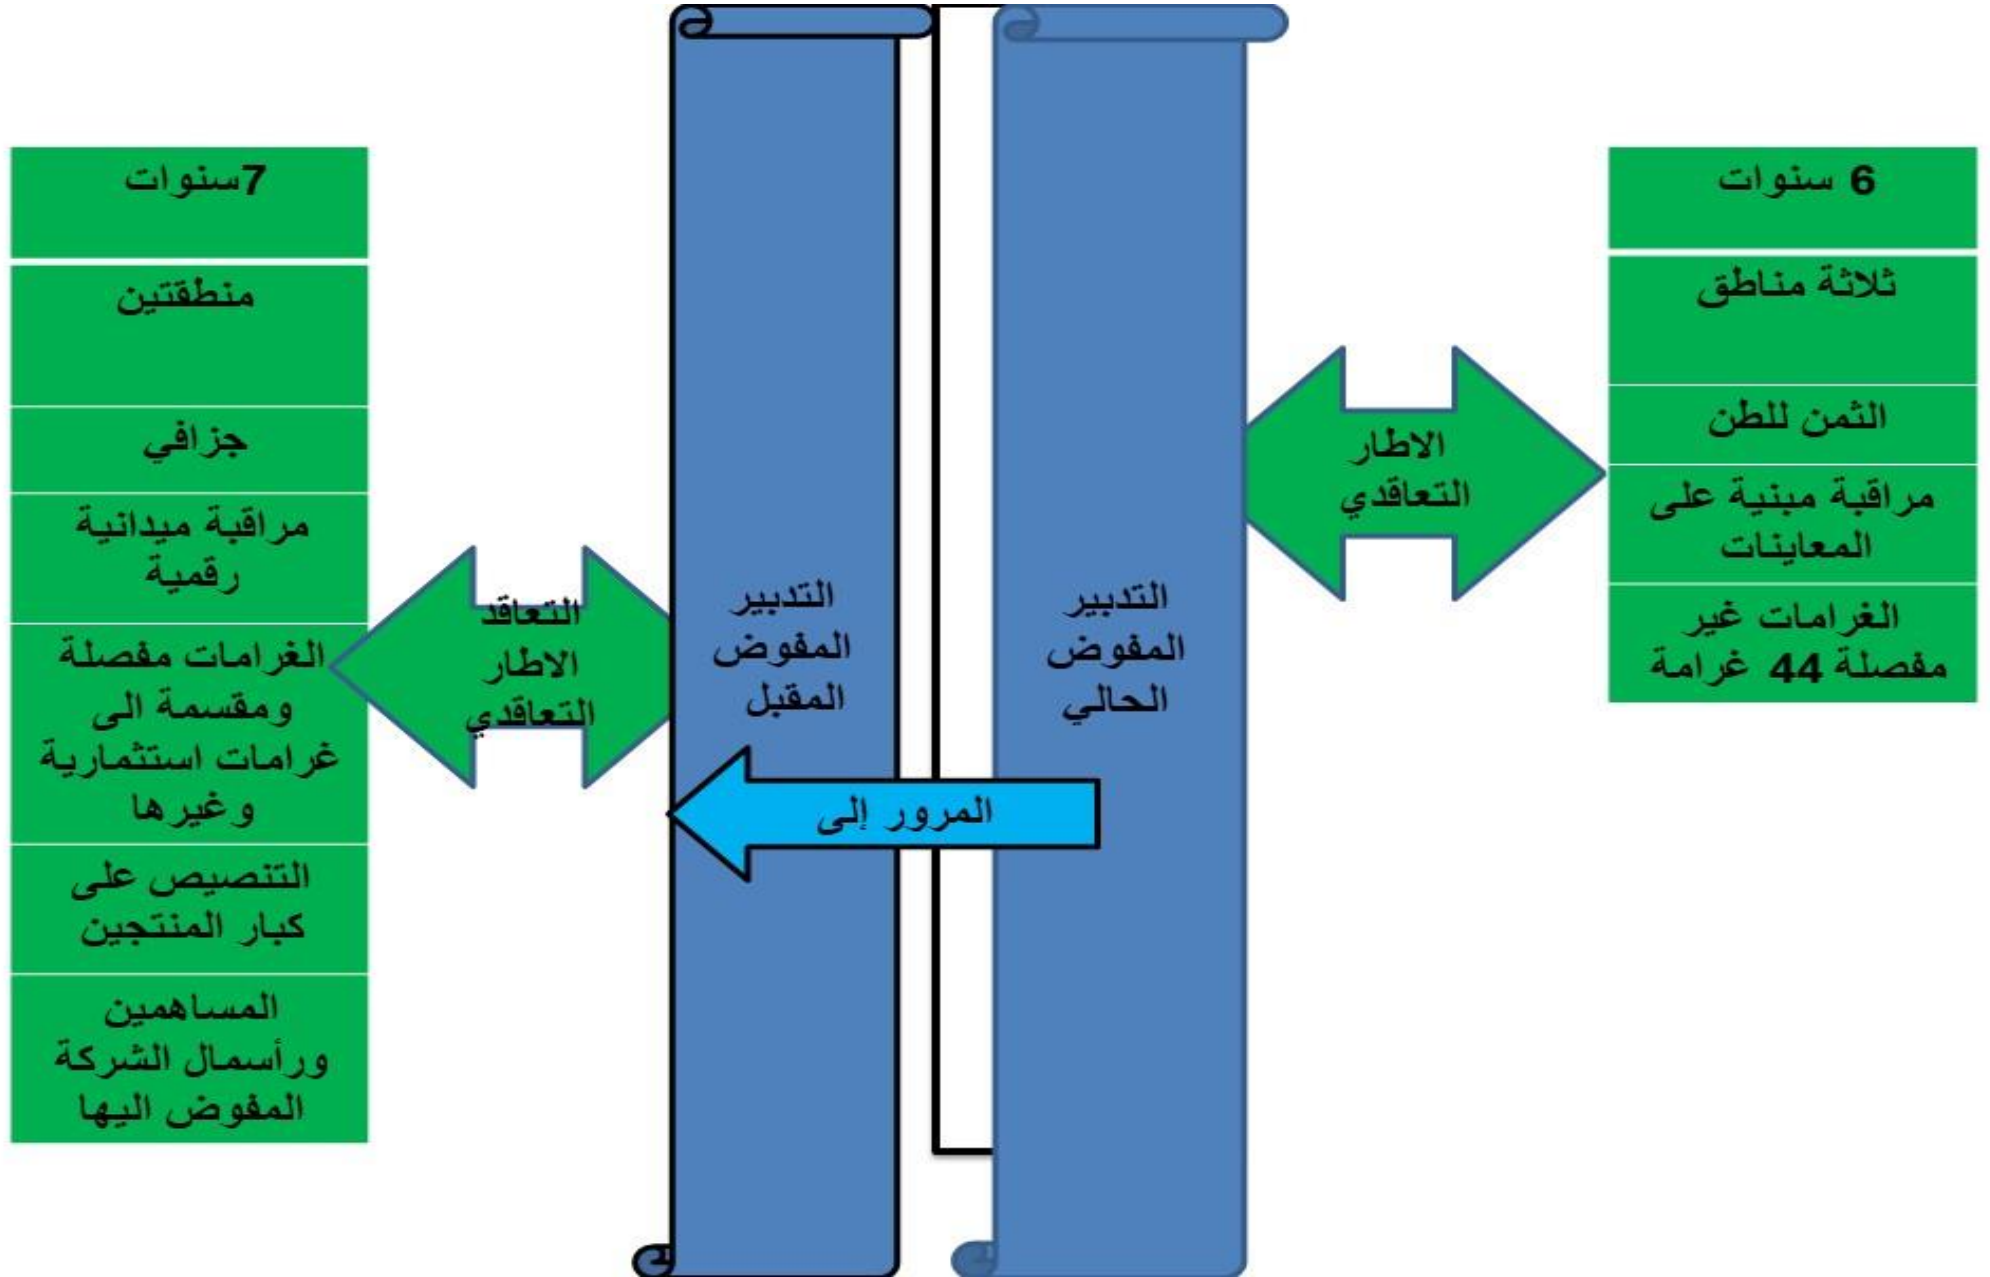 6 سنوات
ثلاثة مناطق
الثمن للطن
مراقبة مبنية على
المعاينات
الغرامات غير
مفصلة 44 غرامة
الاطار
التعاقدي
التدبير
المفوض
الحالي
المرور إلى
التدبير
المفوض
المقبل
التعاقد
الاطار
التعاقدي
7سنوات
منطقتين
جزافي
مراقبة ميدانية
رقمية
الغرامات مفصلة
ومقسمة الى
غرامات استثمارية
وغيرها
التنصيص على
كبار المنتجين
المساهمين
ورأسمال الشركة
المفوض اليها